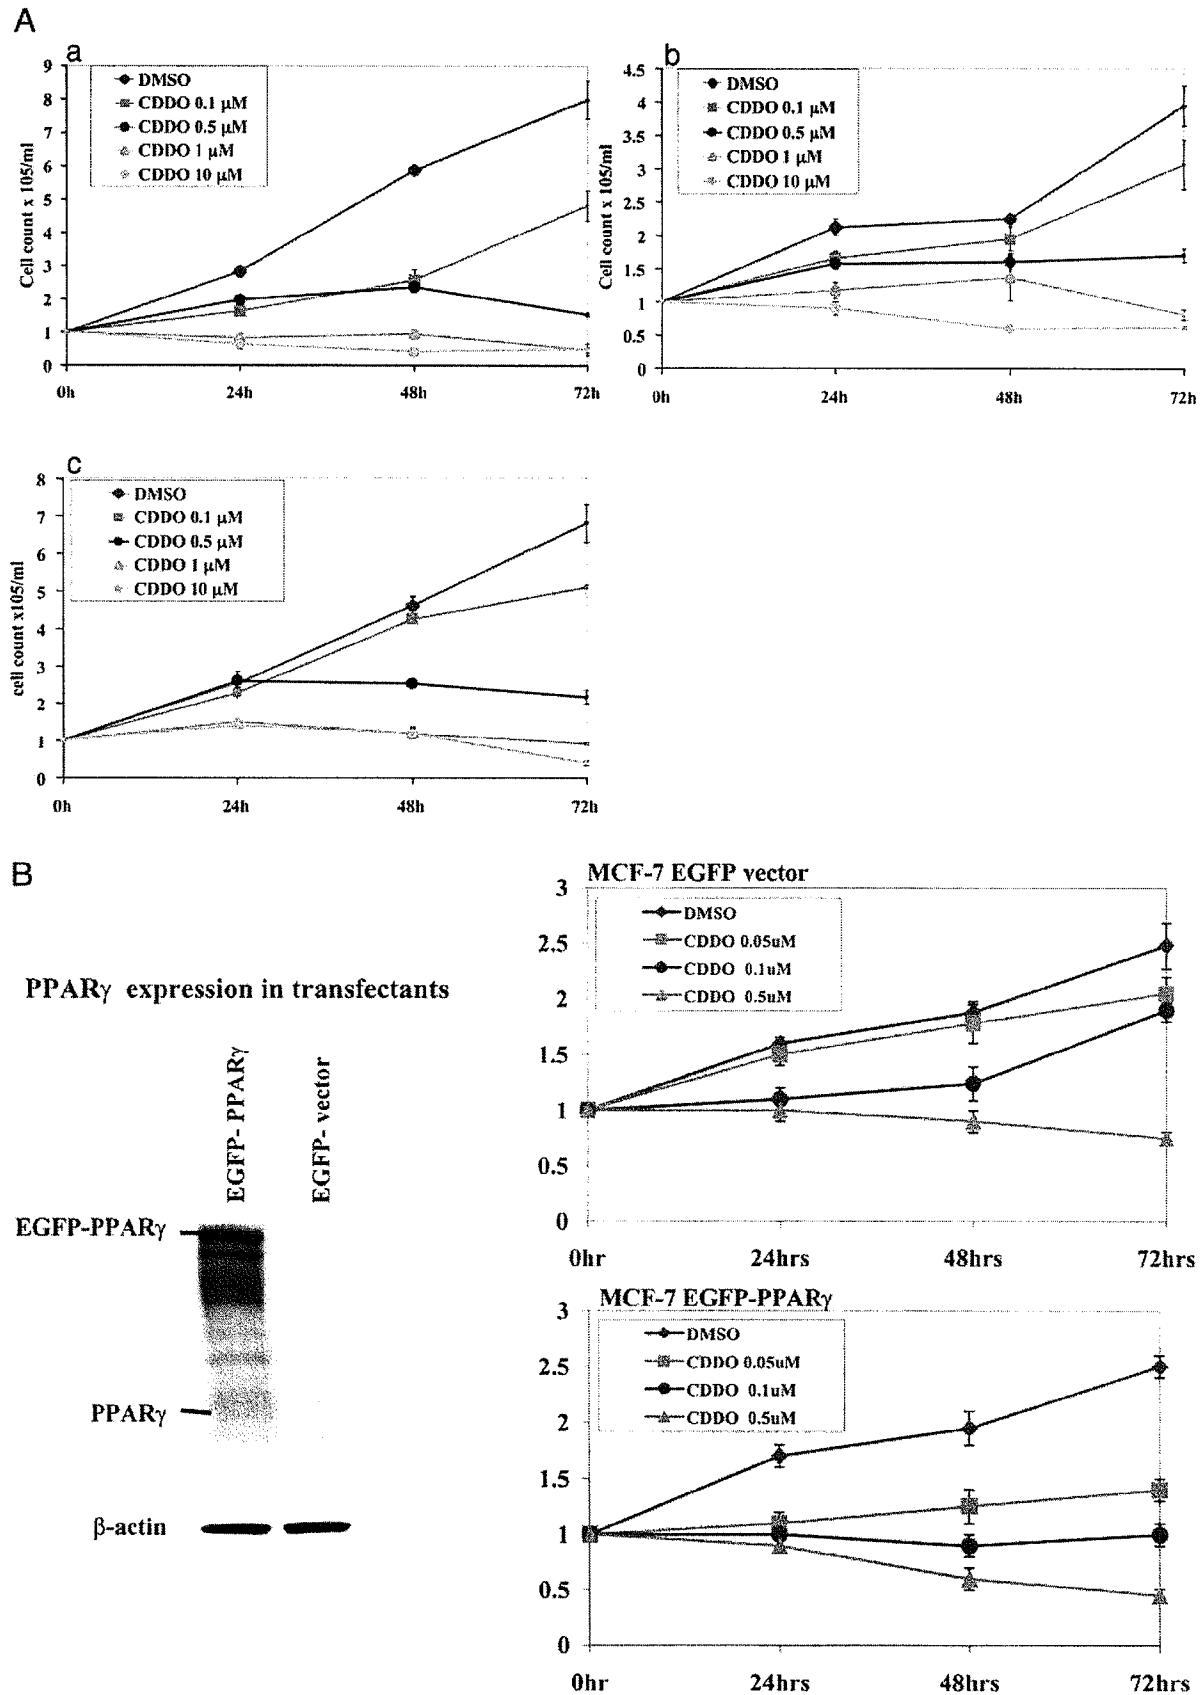 A
a
9
8
7
6
5
4
3
2
1
0
Cell count x 105/ml
DMSO
CDDO 0.1 µM
CDDO 0.5 µM
CDDO 1 µM
CDDO 10 µM
0h
24h
48h
72h
b
4.5
4
3.5
3
2.5
2
1.5
1
0.5
0
Cell count x 105/ml
DMSO
CDDO 0.1 µM
CDDO 0.5 µM
CDDO 1 µM
CDDO 10 µM
0h
24h
48h
72h
c
8
7
6
5
4
3
2
1
0
cell count x105/ml
DMSO
CDDO 0.1 µM
CDDO 0.5 µM
CDDO 1 µM
CDDO 10 µM
0h
24h
48h
72h
B
PPARγ expression in transfectants
EGFP- PPARγ
EGFP- vector
EGFP-PPARγ
PPARγ
β-actin
MCF-7 EGFP vector
3
2.5
2
1.5
1
0.5
0
DMSO
CDDO 0.05uM
CDDO 0.1uM
CDDO 0.5uM
0hr
24hrs
48hrs
72hrs
MCF-7 EGFP-PPARγ
3
2.5
2
1.5
1
0.5
0
DMSO
CDDO 0.05uM
CDDO 0.1uM
CDDO 0.5uM
0hr
24hrs
48hrs
72hrs